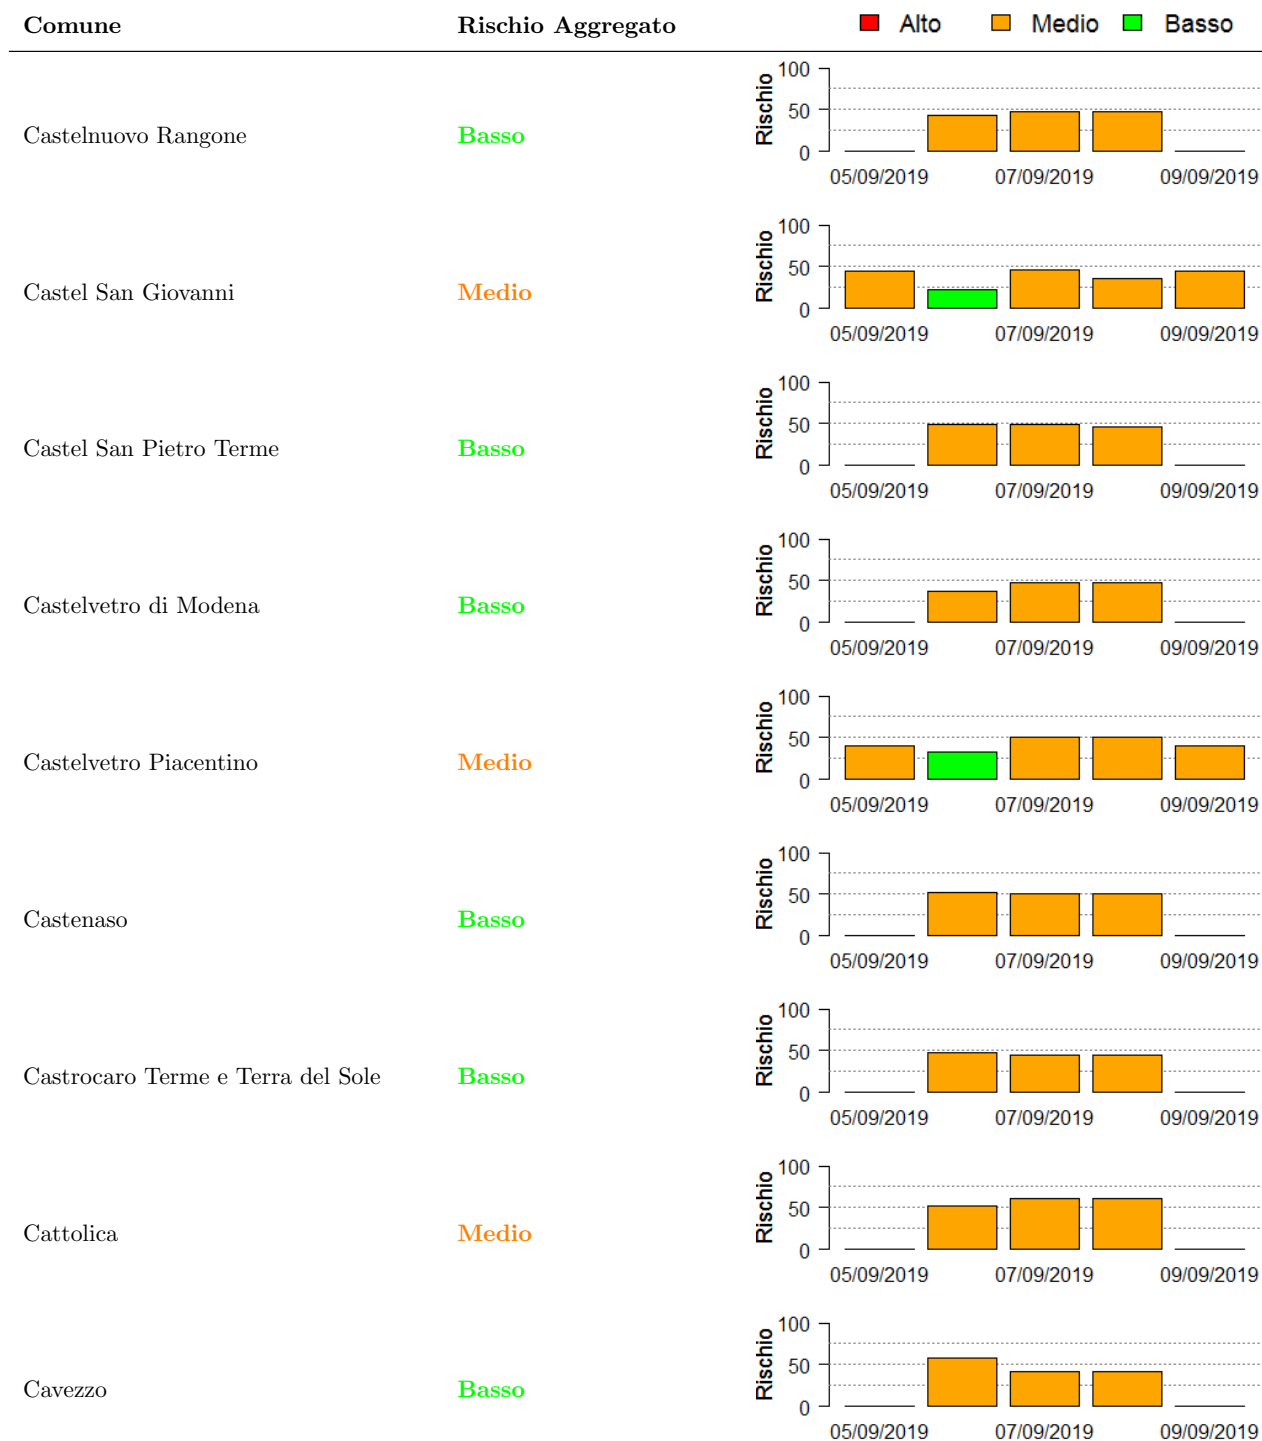 Comune Rischio Aggregato Alto Medio Basso
Castelnuovo Rangone Basso Rischio 100 50 0
05/09/2019 07/09/2019 09/09/2019
Castel San Giovanni Medio Rischio 100 50 0
05/09/2019 07/09/2019 09/09/2019
Castel San Pietro Terme Basso Rischio 100 50 0
05/09/2019 07/09/2019 09/09/2019
Castelvetro di Modena Basso Rischio 100 50 0
05/09/2019 07/09/2019 09/09/2019
Castelvetro Piacentino Medio Rischio 100 50 0
05/09/2019 07/09/2019 09/09/2019
Castenaso Basso Rischio 100 50 0
05/09/2019 07/09/2019 09/09/2019
Castrocaro Terme e Terra del Sole Basso Rischio 100 50 0
05/09/2019 07/09/2019 09/09/2019
Cattolica Medio Rischio 100 50 0
05/09/2019 07/09/2019 09/09/2019
Cavezzo Basso Rischio 100 50 0
05/09/2019 07/09/2019 09/09/2019